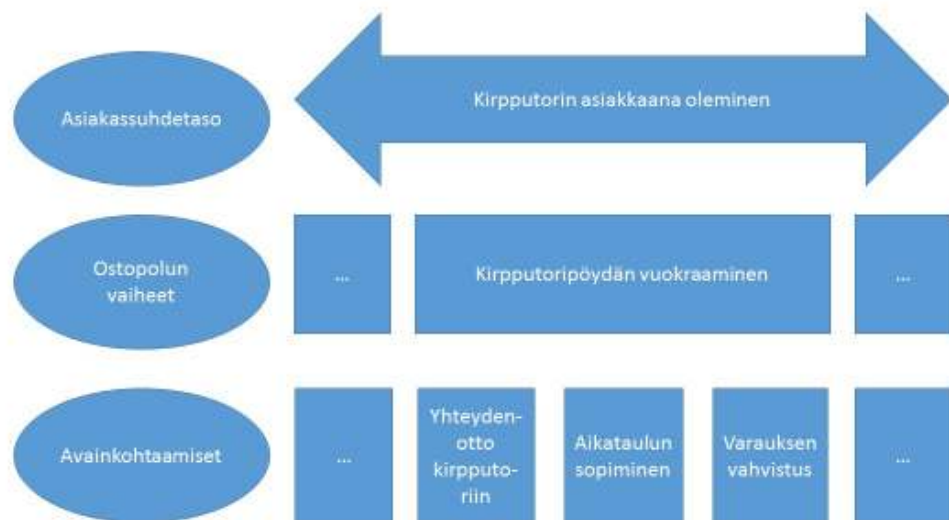 Asiakassuhdetaso
Kirpputorin asiakkaana oleminen
Ostopolun
vaiheet
...
Kirpputoripöydän vuokraaminen
...
Avainkohtaamiset
...
Yhteyden-
otto
kirpputo-
riin
Aikataulun
sopiminen
Varauksen
vahvistus
...